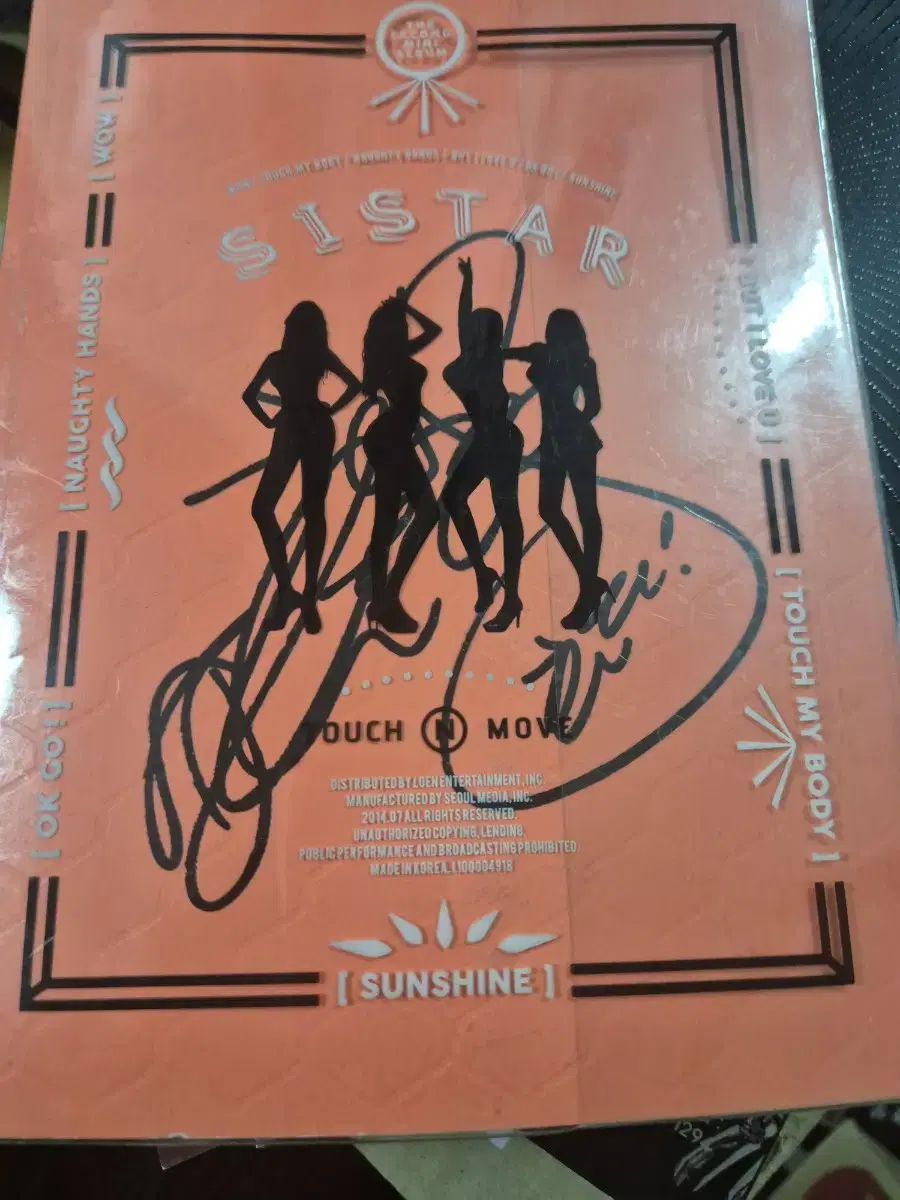 THE
SECOND
MINI
ALBUM
SISTAR
[ WOW ]
[ NAUGHTY HANDS ]
[ OK GO! ]
[ BUT I LOVE U ]
[ TOUCH MY BODY ]
TOUCH N MOVE
DISTRIBUTED BY LOEN ENTERTAINMENT, INC.
MANUFACTURED BY SEOUL MEDIA, INC.
2014.07 ALL RIGHTS RESERVED.
UNAUTHORIZED COPYING, LENDING,
PUBLIC PERFORMANCE AND BROADCASTING PROHIBITED
MADE IN KOREA. L100004918
[ SUNSHINE ]
129